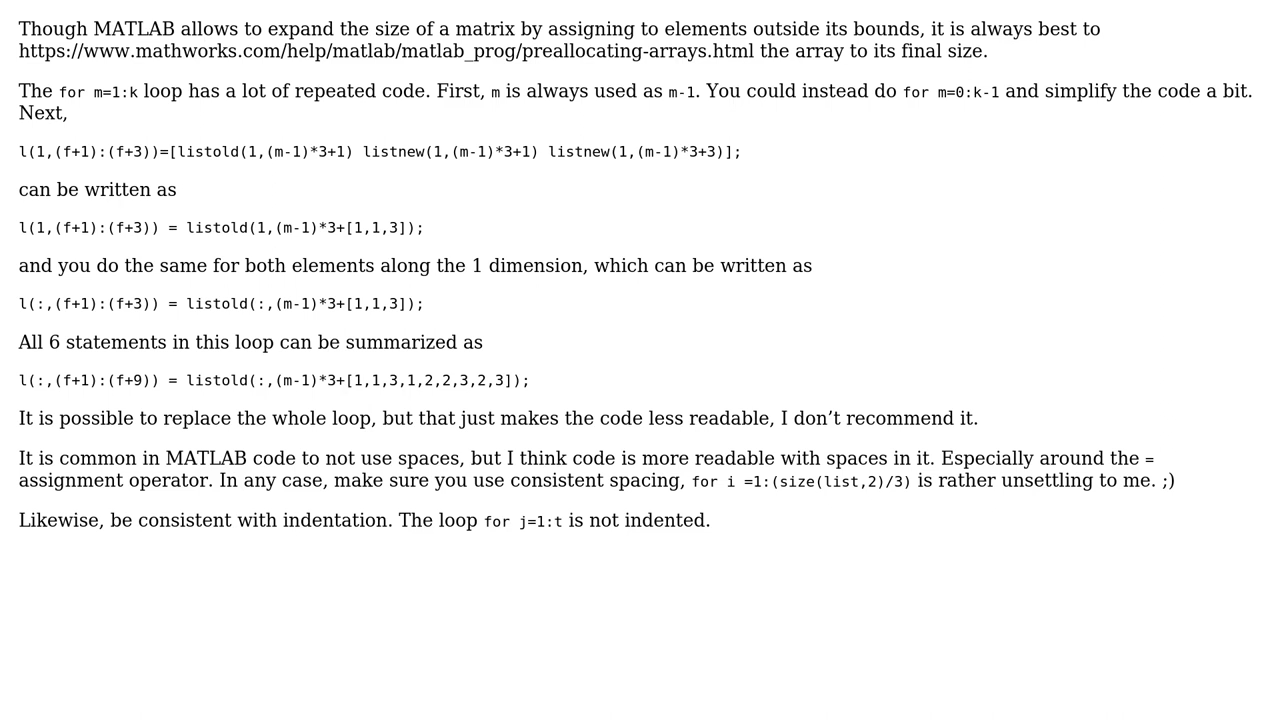 Though MATLAB allows to expand the size of a matrix by assigning to elements outside its bounds, it is always best to
https://www.mathworks.com/help/matlab/matlab_prog/preallocating-arrays.html the array to its final size.
The for m=1:k loop has a lot of repeated code. First, m is always used as m-1. You could instead do for m=0:k-1 and simplify the code a bit.
Next,
l(1,(f+1):(f+3))=[listold(1,(m-1)*3+1) listnew(1,(m-1)*3+1) listnew(1,(m-1)*3+3)];
can be written as
l(1,(f+1):(f+3)) = listold(1,(m-1)*3+[1,1,3]);
and you do the same for both elements along the 1 dimension, which can be written as
l(:,(f+1):(f+3)) = listold(:,(m-1)*3+[1,1,3]);
All 6 statements in this loop can be summarized as
l(:,(f+1):(f+9)) = listold(:,(m-1)*3+[1,1,3,1,2,2,3,2,3]);
It is possible to replace the whole loop, but that just makes the code less readable, I don’t recommend it.
It is common in MATLAB code to not use spaces, but I think code is more readable with spaces in it. Especially around the =
assignment operator. In any case, make sure you use consistent spacing, for i =1:(size(list,2)/3) is rather unsettling to me. ;)
Likewise, be consistent with indentation. The loop for j=1:t is not indented.